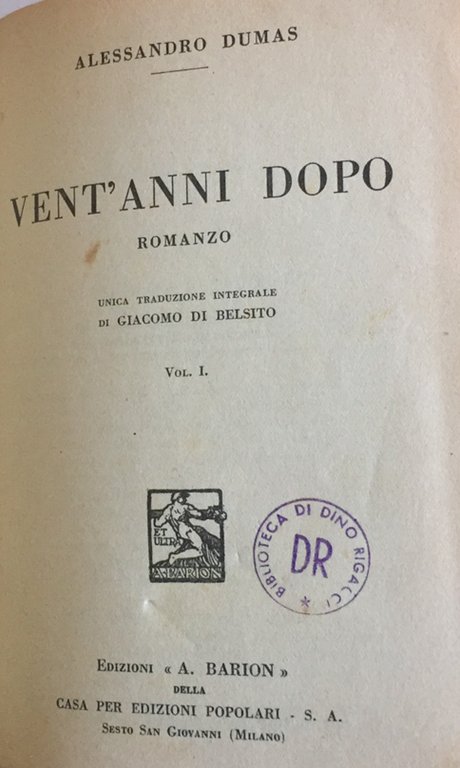 ALESSANDRO DUMAS
VENT'ANNI DOPO
ROMANZO
UNICA TRADUZIONE INTEGRALE
DI GIACOMO DI BELSITO
VOL. I.
ET
ULTRA
A. BARION
BIBLIOTECA DI DINO RIGACCI
DR
EDIZIONI « A. BARION »
DELLA
CASA PER EDIZIONI POPOLARI - S. A.
SESTO SAN GIOVANNI (MILANO)